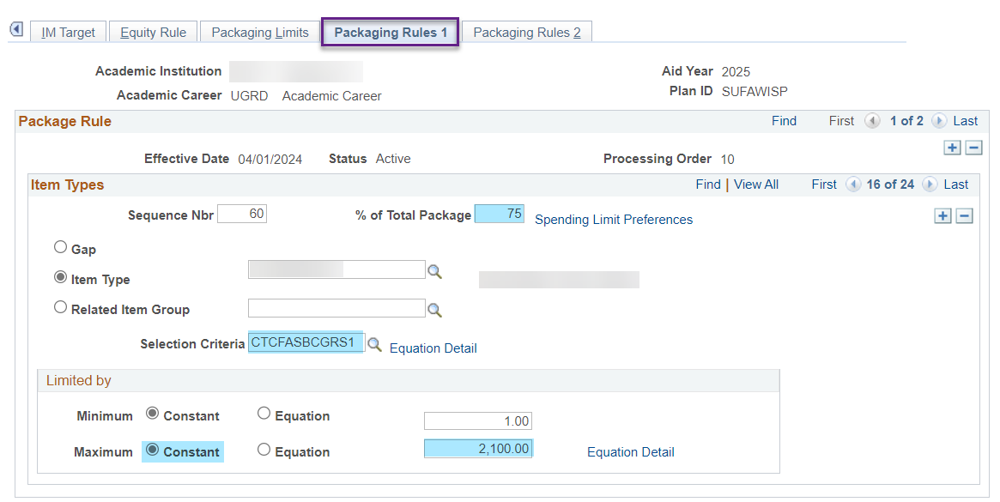 IM Target Equity Rule Packaging Limits Packaging Rules 1 Packaging Rules 2
Academic Institution Aid Year 2025
Academic Career UGRD Academic Career Plan ID SUFAWISP
Package Rule Find First 1 of 2 Last
Effective Date 04/01/2024 Status Active Processing Order 10
Item Types Find | View All First 16 of 24 Last
Sequence Nbr 60 % of Total Package 75 Spending Limit Preferences
Gap
Item Type
Related Item Group
Selection Criteria CTCFASBCGRS1 Equation Detail
Limited by
Minimum Constant Equation 1.00
Maximum Constant Equation 2,100.00 Equation Detail